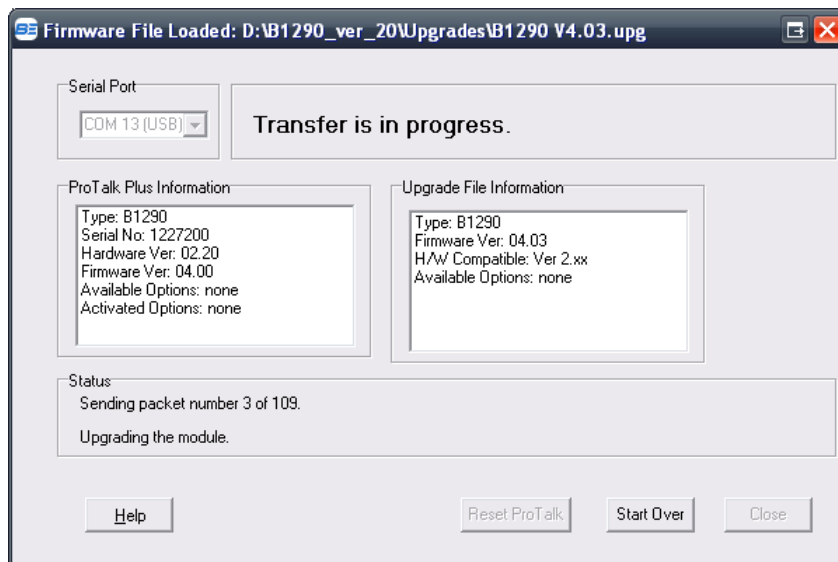 Firmware File Loaded: D:\B1290_ver_20\Upgrades\B1290 V4.03.upg
Serial Port
COM 13 (USB)
Transfer is in progress.
ProTalk Plus Information
Type: B1290
Serial No: 1227200
Hardware Ver: 02.20
Firmware Ver: 04.00
Available Options: none
Activated Options: none
Upgrade File Information
Type: B1290
Firmware Ver: 04.03
H/W Compatible: Ver 2.xx
Available Options: none
Status
Sending packet number 3 of 109.
Upgrading the module.
Help
Reset ProTalk
Start Over
Close